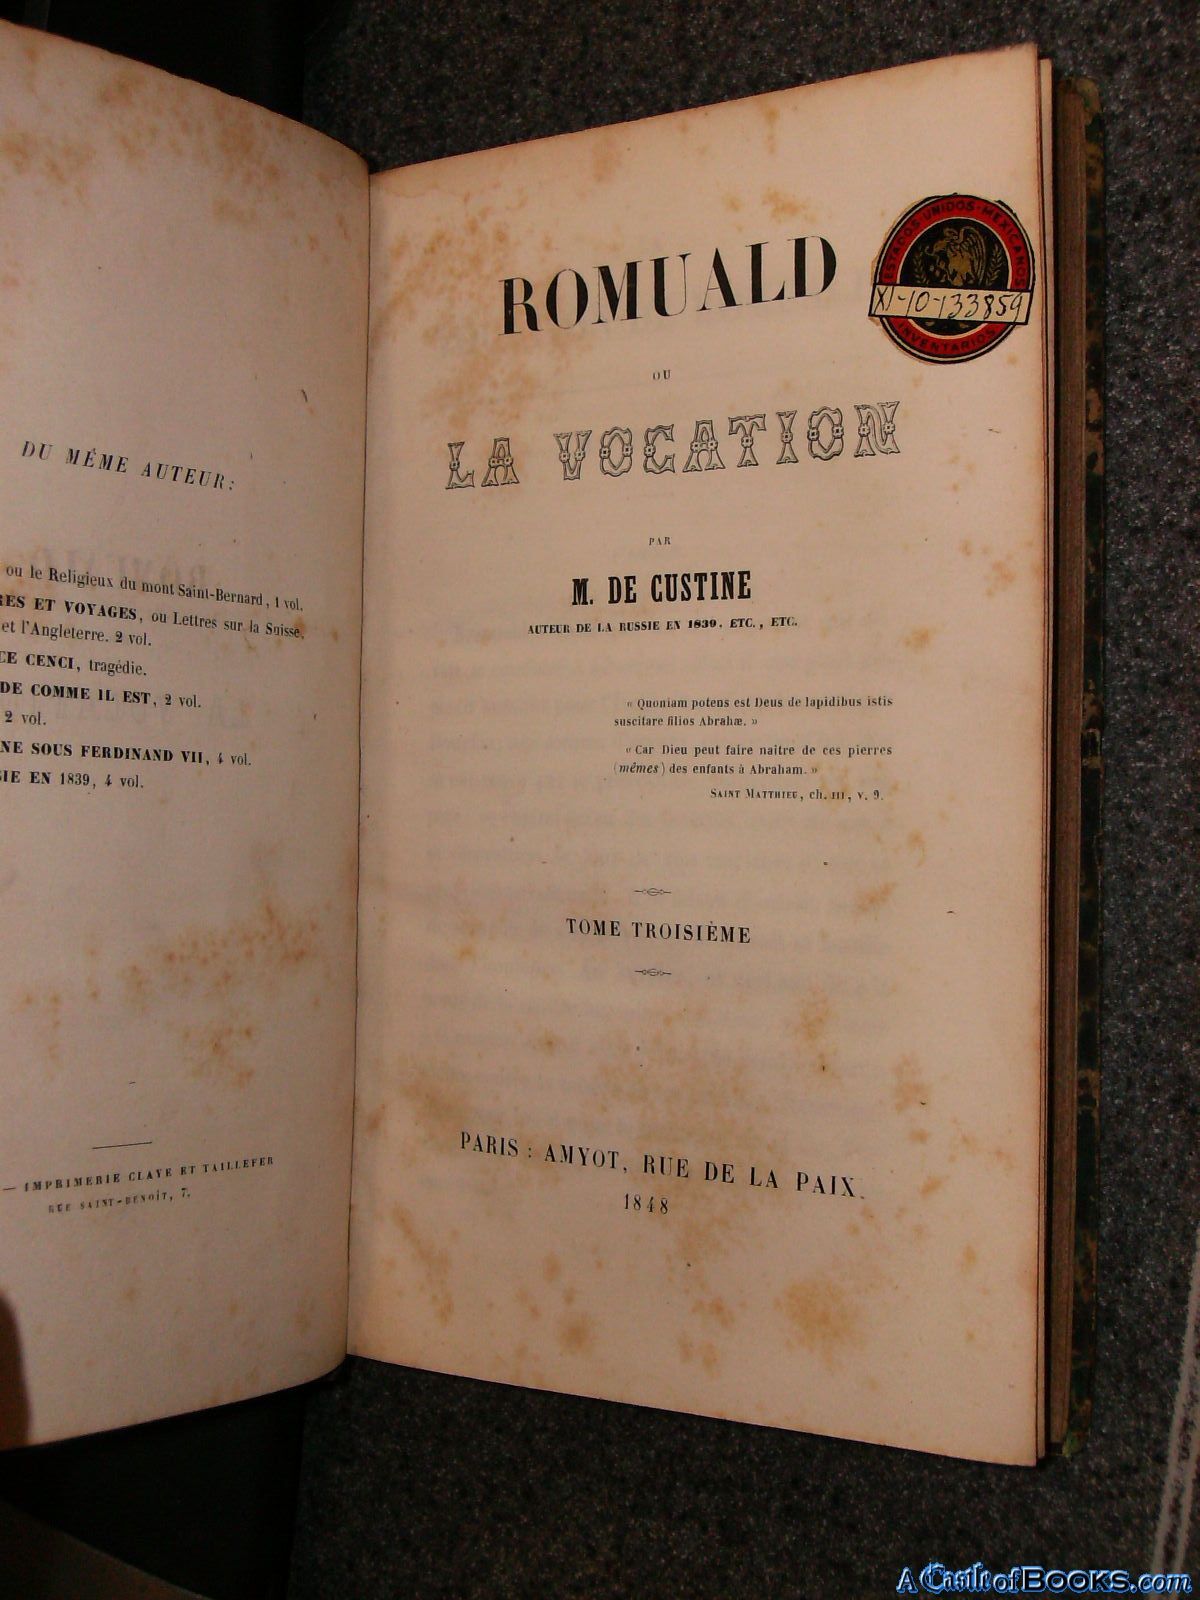 DU MÊME AUTEUR:
ou le Religieux du mont Saint-Bernard, 1 vol.
RES ET VOYAGES, ou Lettres sur la Suisse,
et l'Angleterre. 2 vol.
CE CENCI, tragédie.
DE COMME IL EST, 2 vol.
2 vol.
NE SOUS FERDINAND VII, 4 vol.
SIE EN 1839, 4 vol.
— IMPRIMERIE CLAYE ET TAILLEFER
RUE SAINT-BENOÎT, 7.
ROMUALD
OU
LA VOCATION
PAR
M. DE CUSTINE
AUTEUR DE LA RUSSIE EN 1839, ETC., ETC.
« Quoniam potens est Deus de lapidibus istis
suscitare filios Abrahæ. »
« Car Dieu peut faire naître de ces pierres
(mêmes) des enfants à Abraham. »
SAINT MATTHIEU, ch. III, v. 9.
TOME TROISIÈME
PARIS : AMYOT, RUE DE LA PAIX.
1848
ESTADOS UNIDOS MEXICANOS
XI-10-133859
INVENTARIOS
A Castle of BOOKS.com